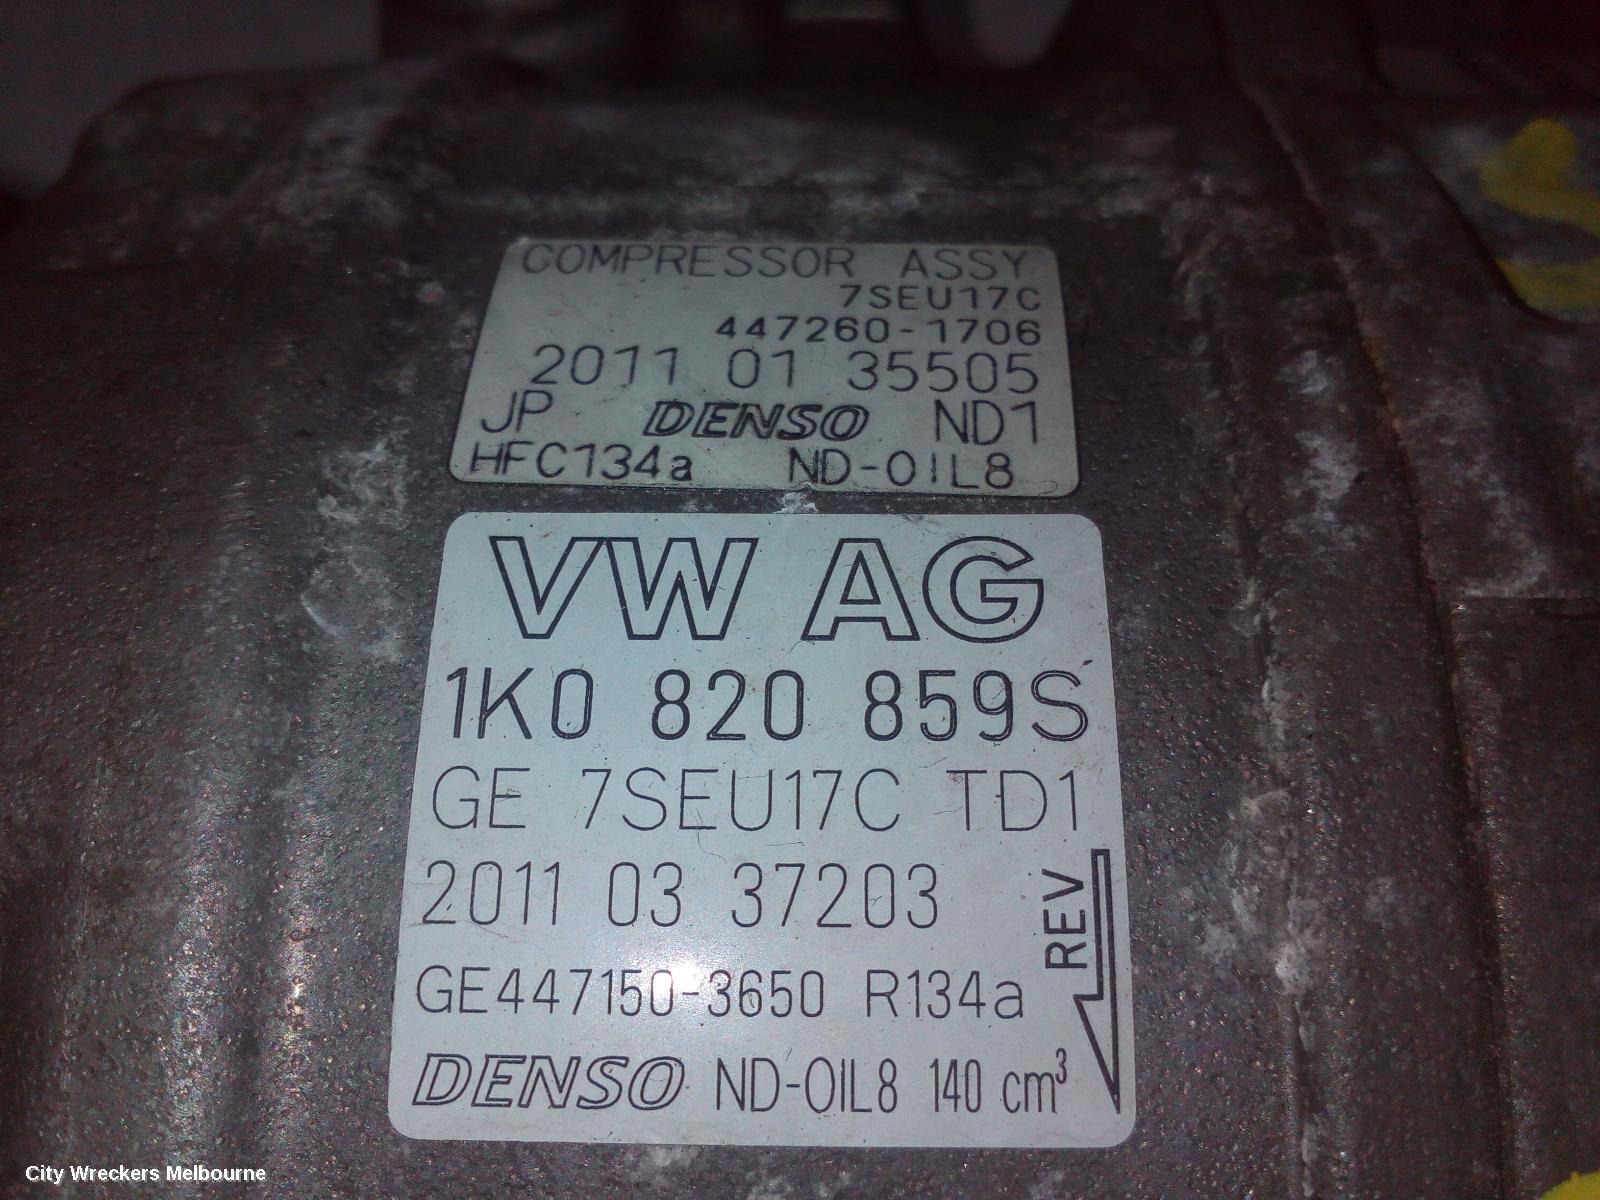 COMPRESSOR ASSY
7SEU17C
447260-1706
2011 01 35505
JP DENSO ND1
HFC134a ND-OIL8
VW AG
1K0 820 859S
GE 7SEU17C TD1
2011 03 37203
REV
GE447150-3650 R134a
DENSO ND-OIL8 140 cm³
City Wreckers Melbourne